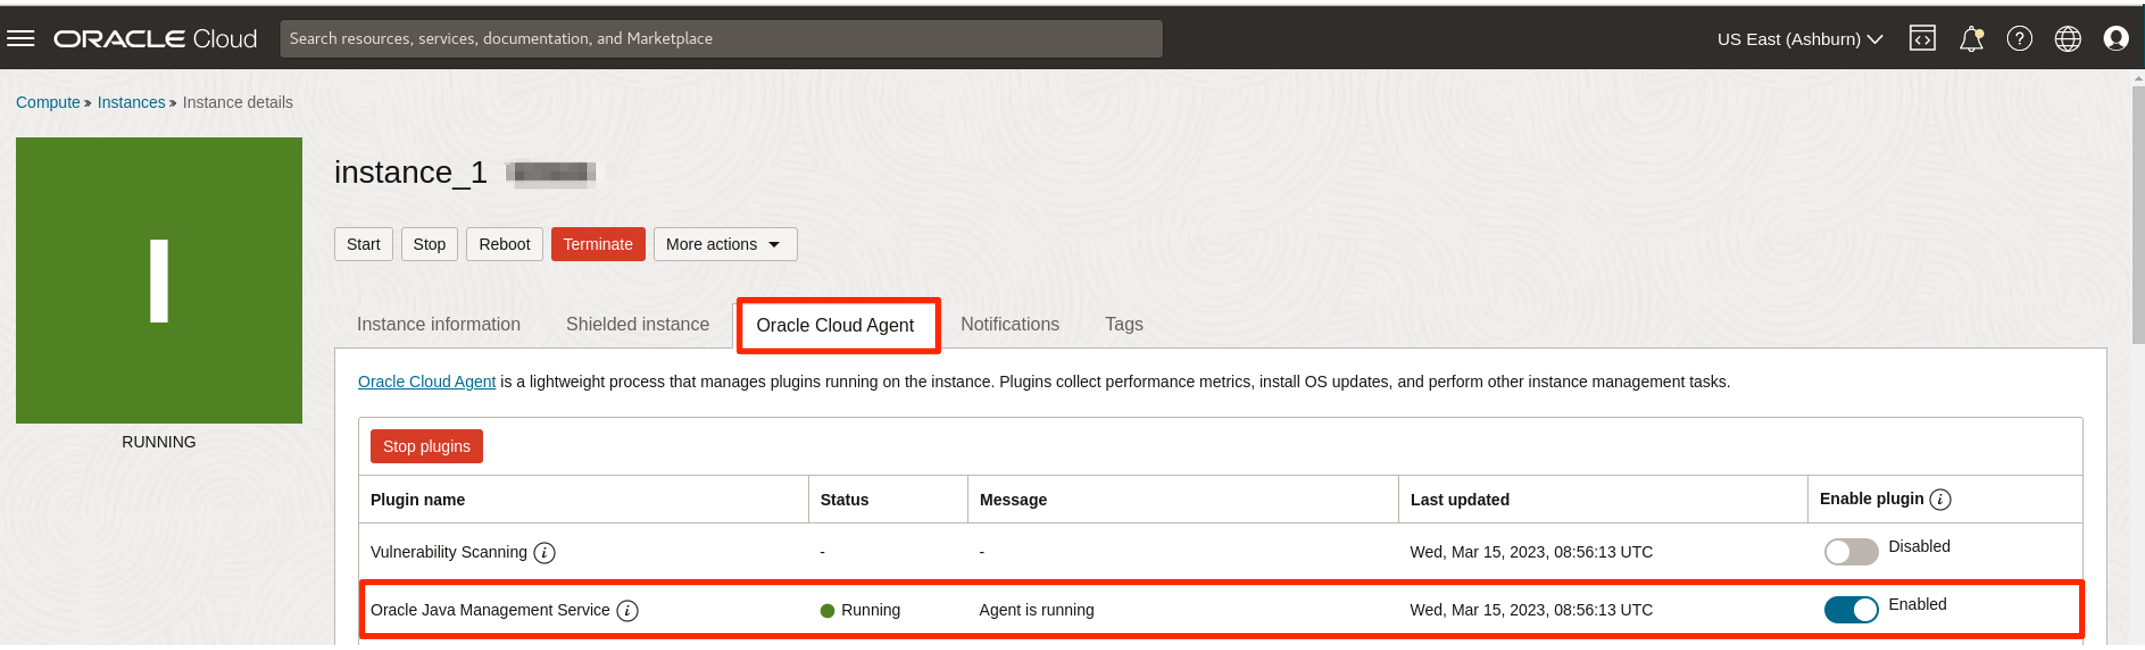 ORACLE Cloud
Search resources, services, documentation, and Marketplace
US East (Ashburn)
Compute » Instances » Instance details
I
RUNNING
instance_1
Start Stop Reboot Terminate More actions
Instance information Shielded instance Oracle Cloud Agent Notifications Tags
Oracle Cloud Agent is a lightweight process that manages plugins running on the instance. Plugins collect performance metrics, install OS updates, and perform other instance management tasks.
Stop plugins
Plugin name Status Message Last updated Enable plugin i
Vulnerability Scanning i - - Wed, Mar 15, 2023, 08:56:13 UTC Disabled
Oracle Java Management Service i Running Agent is running Wed, Mar 15, 2023, 08:56:13 UTC Enabled